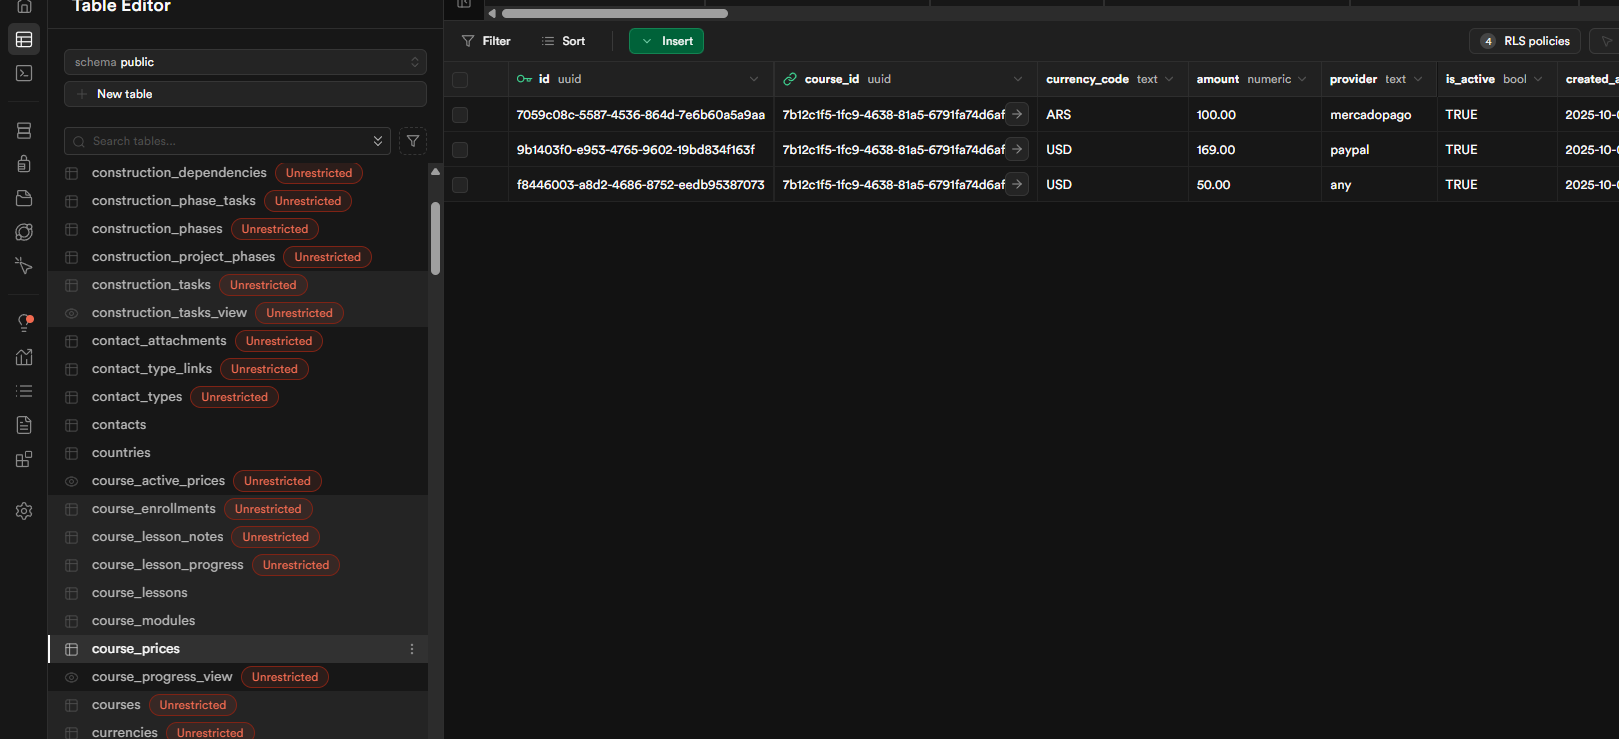 Table Editor
schema public
New table
Search tables...
construction_dependencies Unrestricted
construction_phase_tasks Unrestricted
construction_phases Unrestricted
construction_project_phases Unrestricted
construction_tasks Unrestricted
construction_tasks_view Unrestricted
contact_attachments Unrestricted
contact_type_links Unrestricted
contact_types Unrestricted
contacts
countries
course_active_prices Unrestricted
course_enrollments Unrestricted
course_lesson_notes Unrestricted
course_lesson_progress Unrestricted
course_lessons
course_modules
course_prices
course_progress_view Unrestricted
courses Unrestricted
currencies Unrestricted
Filter Sort Insert 4 RLS policies
id uuid course_id uuid currency_code text amount numeric provider text is_active bool created_a
7059c08c-5587-4536-864d-7e6b60a5a9aa 7b12c1f5-1fc9-4638-81a5-6791fa74d6af ARS 100.00 mercadopago TRUE 2025-10-0
9b1403f0-e953-4765-9602-19bd834f163f 7b12c1f5-1fc9-4638-81a5-6791fa74d6af USD 169.00 paypal TRUE 2025-10-0
f8446003-a8d2-4686-8752-eedb95387073 7b12c1f5-1fc9-4638-81a5-6791fa74d6af USD 50.00 any TRUE 2025-10-0